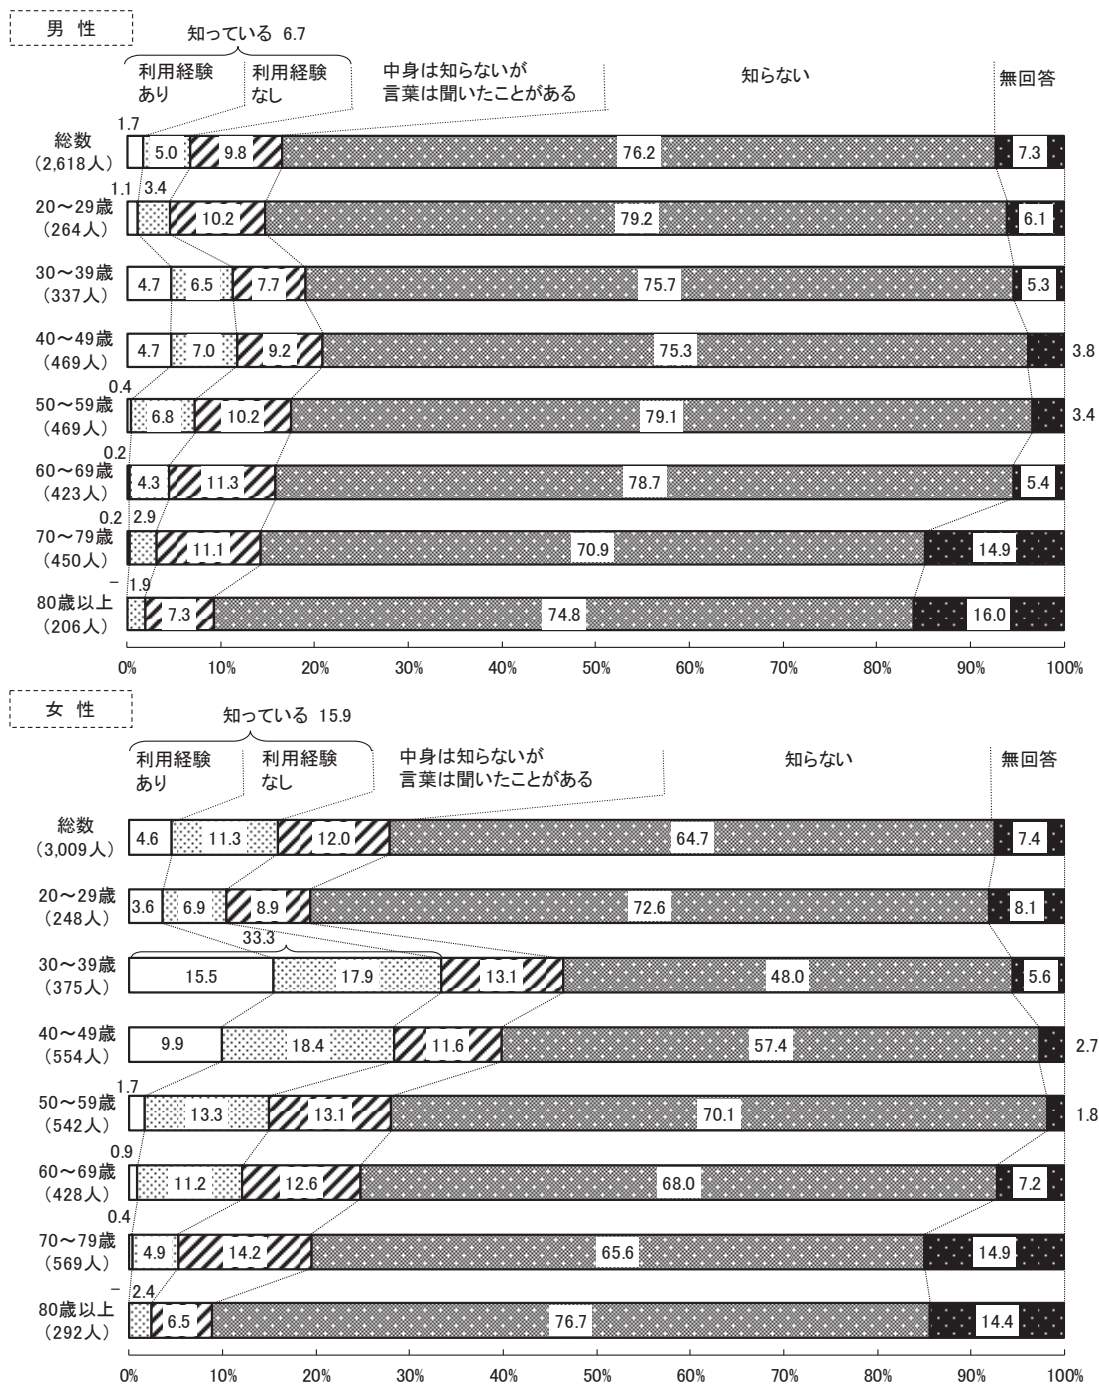 男 性
知っている 6.7
利用経験
あり
利用経験
なし
中身は知らないが
言葉は聞いたことがある
知らない
無回答
1.7
総数
(2,618人)
5.0 9.8 76.2 7.3
1.1 3.4
20～29歳
(264人)
10.2 79.2 6.1
30～39歳
(337人)
4.7 6.5 7.7 75.7 5.3
40～49歳
(469人)
4.7 7.0 9.2 75.3 3.8
0.4
50～59歳
(469人)
6.8 10.2 79.1 3.4
0.2
60～69歳
(423人)
4.3 11.3 78.7 5.4
0.2 2.9
70～79歳
(450人)
11.1 70.9 14.9
－ 1.9
80歳以上
(206人)
7.3 74.8 16.0
0% 10% 20% 30% 40% 50% 60% 70% 80% 90% 100%
女 性
知っている 15.9
利用経験
あり
利用経験
なし
中身は知らないが
言葉は聞いたことがある
知らない
無回答
総数
(3,009人)
4.6 11.3 12.0 64.7 7.4
20～29歳
(248人)
3.6 6.9 8.9 72.6 8.1
33.3
30～39歳
(375人)
15.5 17.9 13.1 48.0 5.6
40～49歳
(554人)
9.9 18.4 11.6 57.4 2.7
1.7
50～59歳
(542人)
13.3 13.1 70.1 1.8
0.9
60～69歳
(428人)
11.2 12.6 68.0 7.2
0.4
70～79歳
(569人)
4.9 14.2 65.6 14.9
－ 2.4
80歳以上
(292人)
6.5 76.7 14.4
0% 10% 20% 30% 40% 50% 60% 70% 80% 90% 100%